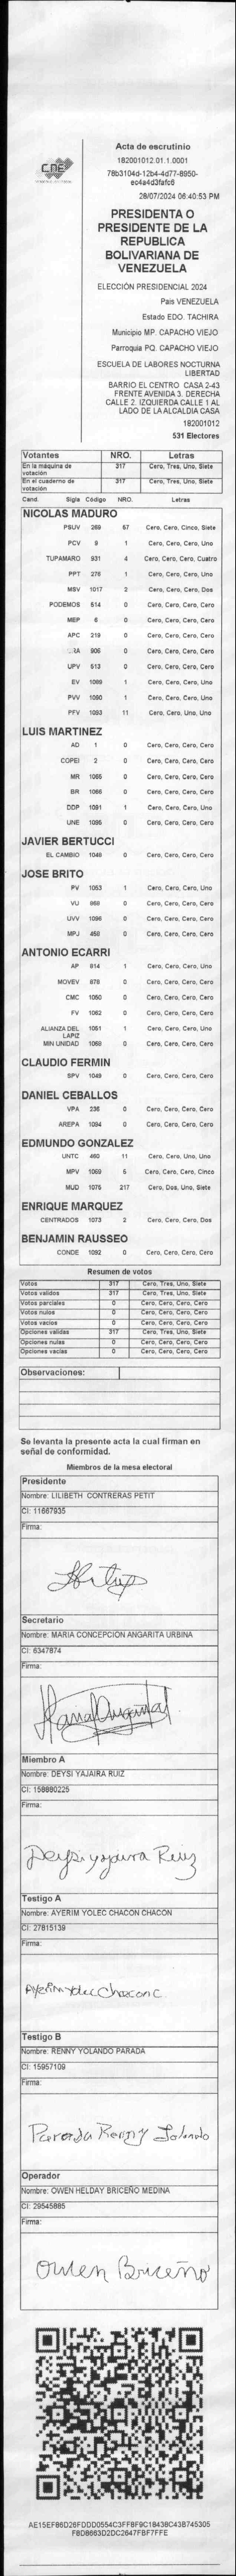 Acta de escrutinio
182001012.01.1.0001
78b3104d-12b4-4d77-8950-
ec4a4d3fafc6
28/07/2024 06:40:53 PM
CNE
PRESIDENTA O
PRESIDENTE DE LA
REPUBLICA
BOLIVARIANA DE
VENEZUELA
ELECCIÓN PRESIDENCIAL 2024
País VENEZUELA
Estado EDO. TACHIRA
Municipio MP. CAPACHO VIEJO
Parroquia PQ. CAPACHO VIEJO
ESCUELA DE LABORES NOCTURNA
LIBERTAD
BARRIO EL CENTRO CASA 2-43
FRENTE AVENIDA 3. DERECHA
CALLE 2. IZQUIERDA CALLE 1 AL
LADO DE LA ALCALDIA CASA
182001012
531 Electores
Votantes NRO. Letras
En la máquina de votación 317 Cero, Tres, Uno, Siete
En el cuaderno de votación 317 Cero, Tres, Uno, Siete
Cand. Sigla Código NRO. Letras
NICOLAS MADURO
PSUV 269 57 Cero, Cero, Cinco, Siete
PCV 9 1 Cero, Cero, Cero, Uno
TUPAMARO 931 4 Cero, Cero, Cero, Cuatro
PPT 276 1 Cero, Cero, Cero, Uno
MSV 1017 2 Cero, Cero, Cero, Dos
PODEMOS 514 0 Cero, Cero, Cero, Cero
MEP 6 0 Cero, Cero, Cero, Cero
APC 219 0 Cero, Cero, Cero, Cero
906 0 Cero, Cero, Cero, Cero
UPV 513 0 Cero, Cero, Cero, Cero
EV 1089 1 Cero, Cero, Cero, Uno
PVV 1090 1 Cero, Cero, Cero, Uno
PFV 1093 11 Cero, Cero, Uno, Uno
LUIS MARTINEZ
AD 1 0 Cero, Cero, Cero, Cero
COPEI 2 0 Cero, Cero, Cero, Cero
MR 1065 0 Cero, Cero, Cero, Cero
BR 1066 0 Cero, Cero, Cero, Cero
DDP 1091 1 Cero, Cero, Cero, Uno
UNE 1095 0 Cero, Cero, Cero, Cero
JAVIER BERTUCCI
EL CAMBIO 1046 0 Cero, Cero, Cero, Cero
JOSE BRITO
PV 1053 1 Cero, Cero, Cero, Uno
VU 969 0 Cero, Cero, Cero, Cero
UVV 1096 0 Cero, Cero, Cero, Cero
MPJ 458 0 Cero, Cero, Cero, Cero
ANTONIO ECARRI
AP 814 1 Cero, Cero, Cero, Uno
MOVEV 878 0 Cero, Cero, Cero, Cero
CMC 1050 0 Cero, Cero, Cero, Cero
FV 1062 0 Cero, Cero, Cero, Cero
ALIANZA DEL LAPIZ 1051 1 Cero, Cero, Cero, Uno
MIN UNIDAD 1069 0 Cero, Cero, Cero, Cero
CLAUDIO FERMIN
SPV 1049 0 Cero, Cero, Cero, Cero
DANIEL CEBALLOS
VPA 236 0 Cero, Cero, Cero, Cero
AREPA 1094 0 Cero, Cero, Cero, Cero
EDMUNDO GONZALEZ
UNTC 460 11 Cero, Cero, Uno, Uno
MPV 1069 5 Cero, Cero, Cero, Cinco
MUD 1075 217 Cero, Dos, Uno, Siete
ENRIQUE MARQUEZ
CENTRADOS 1073 2 Cero, Cero, Cero, Dos
BENJAMIN RAUSSEO
CONDE 1092 0 Cero, Cero, Cero, Cero
Resumen de votos
Votos 317 Cero, Tres, Uno, Siete
Votos validos 317 Cero, Tres, Uno, Siete
Votos parciales 0 Cero, Cero, Cero, Cero
Votos nulos 0 Cero, Cero, Cero, Cero
Votos vacios 0 Cero, Cero, Cero, Cero
Opciones validas 317 Cero, Tres, Uno, Siete
Opciones nulas 0 Cero, Cero, Cero, Cero
Opciones vacias 0 Cero, Cero, Cero, Cero
Observaciones:
Se levanta la presente acta la cual firman en
señal de conformidad.
Miembros de la mesa electoral
Presidente
Nombre: LILIBETH CONTRERAS PETIT
CI: 11667935
Firma:
Secretario
Nombre: MARIA CONCEPCION ANGARITA URBINA
CI: 6347874
Firma:
Maria Angarita
Miembro A
Nombre: DEYSI YAJAIRA RUIZ
CI: 158880225
Firma:
Deysi yajaira Ruiz
Testigo A
Nombre: AYERIM YOLEC CHACON CHACON
CI: 27815139
Firma:
Ayerim Yolec Chacon C
Testigo B
Nombre: RENNY YOLANDO PARADA
CI: 15957109
Firma:
Parada Renny Yolando
Operador
Nombre: OWEN HELDAY BRICEÑO MEDINA
CI: 29545885
Firma:
Owen Briceño
AE15EF86D26FDDD0554C3FF8F9C18438C43B745305
F8D8663D2DC2647FBF7FFE